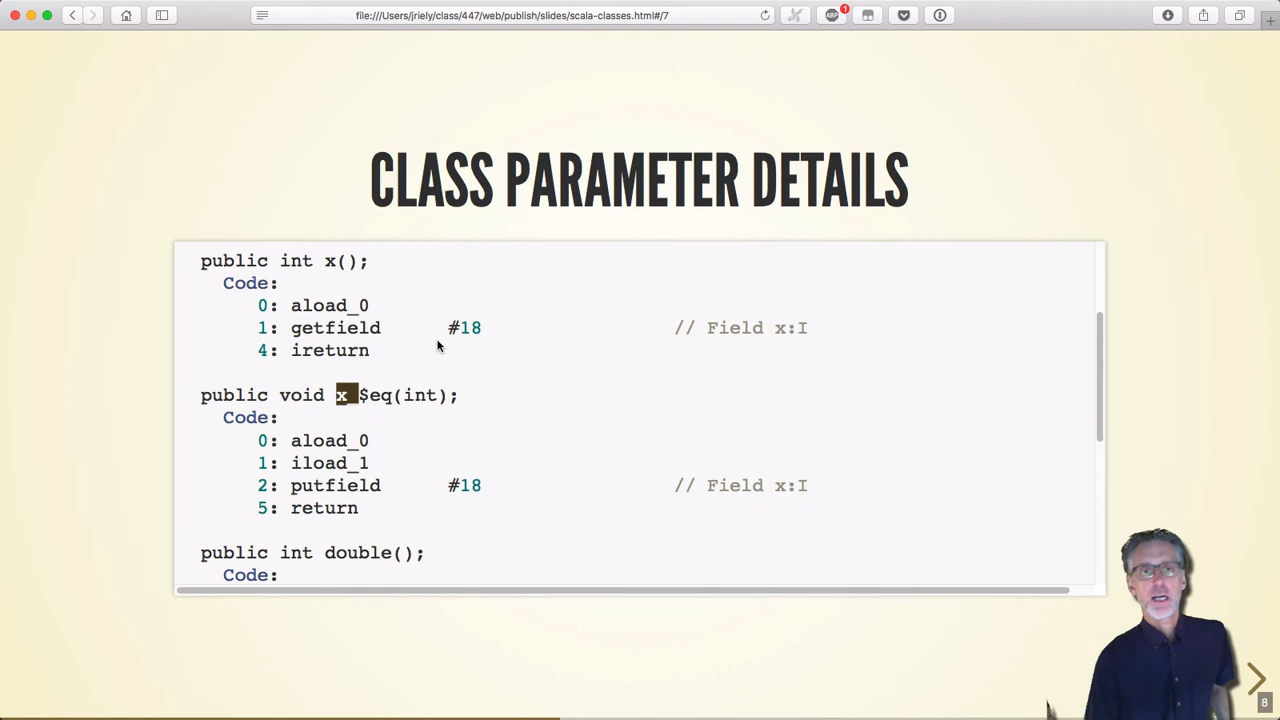 file:///Users/jriely/class/447/web/publish/slides/scala-classes.html#/7
ABP
1
CLASS PARAMETER DETAILS
public int x();
Code:
0: aload_0
1: getfield #18 // Field x:I
4: ireturn
public void x_$eq(int);
Code:
0: aload_0
1: iload_1
2: putfield #18 // Field x:I
5: return
public int double();
Code:
8